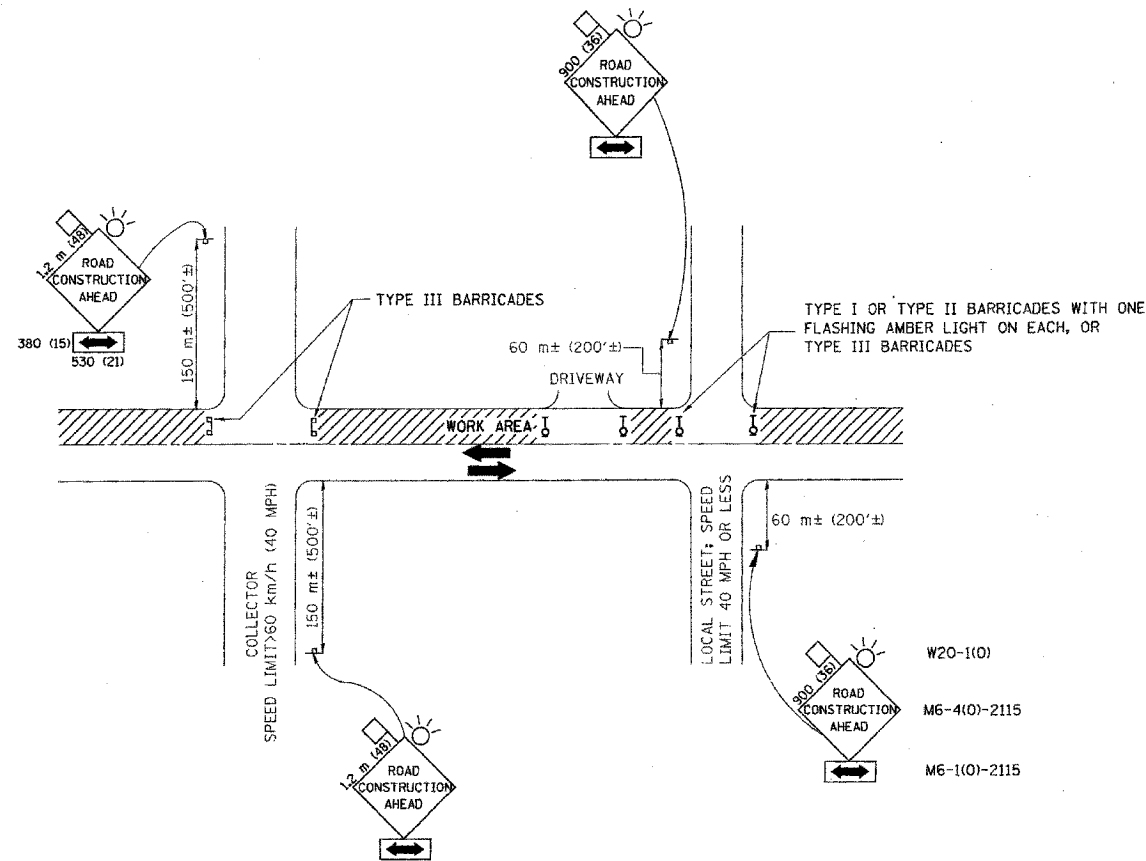 900 (36)
ROAD
CONSTRUCTION
AHEAD
1.2 m (48)
ROAD
CONSTRUCTION
AHEAD
380 (15)
530 (21)
150 m± (500'±)
TYPE III BARRICADES
60 m± (200'±)
DRIVEWAY
TYPE I OR TYPE II BARRICADES WITH ONE
FLASHING AMBER LIGHT ON EACH, OR
TYPE III BARRICADES
WORK AREA
COLLECTOR
SPEED LIMIT>60 km/h (40 MPH)
150 m± (500'±)
LOCAL STREET; SPEED
LIMIT 40 MPH OR LESS
60 m± (200'±)
1.2 m (48)
ROAD
CONSTRUCTION
AHEAD
900 (36)
ROAD
CONSTRUCTION
AHEAD
W20-1(O)
M6-4(O)-2115
M6-1(O)-2115